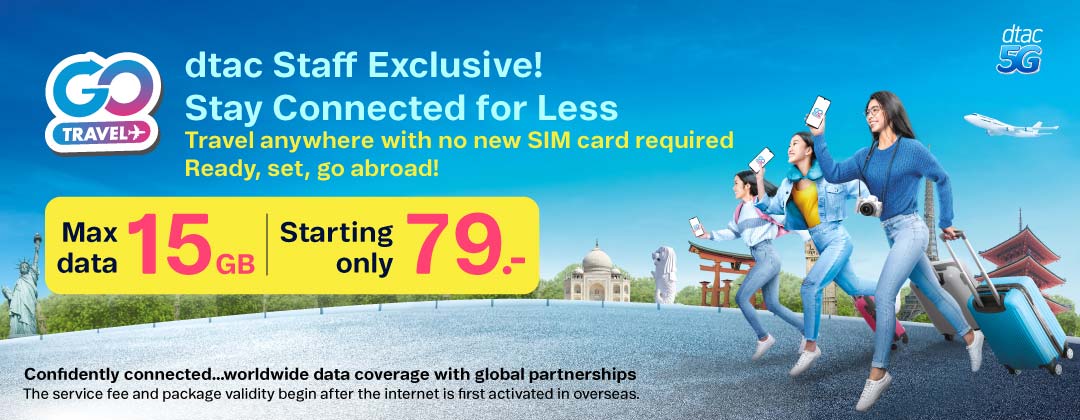 GO
TRAVEL
dtac Staff Exclusive!
Stay Connected for Less
Travel anywhere with no new SIM card required
Ready, set, go abroad!
dtac
5G
Max data 15 GB
Starting only 79.-
Confidently connected...worldwide data coverage with global partnerships
The service fee and package validity begin after the internet is first activated in overseas.